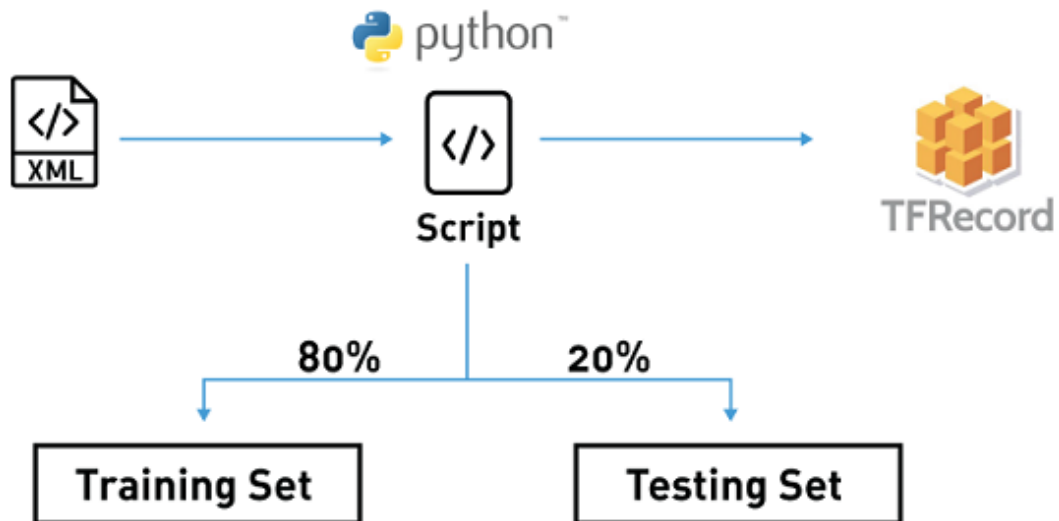 python™
</>
XML
</>
Script
TFRecord
80%
20%
Training Set
Testing Set